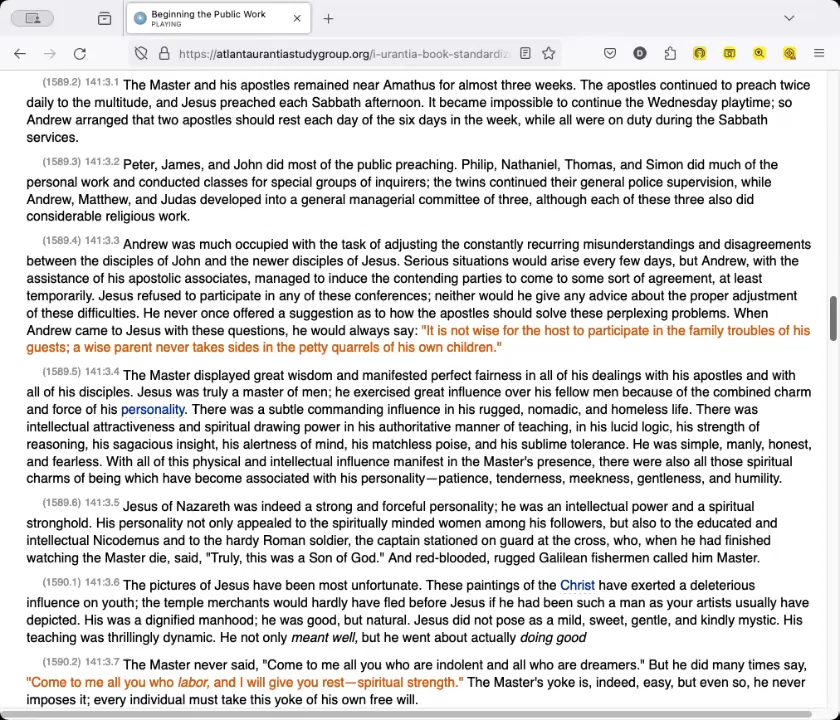 Beginning the Public Work
PLAYING
https://atlantaurantiastudygroup.org/i-urantia-book-standardiz
(1589.2) 141:3.1 The Master and his apostles remained near Amathus for almost three weeks. The apostles continued to preach twice
daily to the multitude, and Jesus preached each Sabbath afternoon. It became impossible to continue the Wednesday playtime; so
Andrew arranged that two apostles should rest each day of the six days in the week, while all were on duty during the Sabbath
services.
(1589.3) 141:3.2 Peter, James, and John did most of the public preaching. Philip, Nathaniel, Thomas, and Simon did much of the
personal work and conducted classes for special groups of inquirers; the twins continued their general police supervision, while
Andrew, Matthew, and Judas developed into a general managerial committee of three, although each of these three also did
considerable religious work.
(1589.4) 141:3.3 Andrew was much occupied with the task of adjusting the constantly recurring misunderstandings and disagreements
between the disciples of John and the newer disciples of Jesus. Serious situations would arise every few days, but Andrew, with the
assistance of his apostolic associates, managed to induce the contending parties to come to some sort of agreement, at least
temporarily. Jesus refused to participate in any of these conferences; neither would he give any advice about the proper adjustment
of these difficulties. He never once offered a suggestion as to how the apostles should solve these perplexing problems. When
Andrew came to Jesus with these questions, he would always say: "It is not wise for the host to participate in the family troubles of his
guests; a wise parent never takes sides in the petty quarrels of his own children."
(1589.5) 141:3.4 The Master displayed great wisdom and manifested perfect fairness in all of his dealings with his apostles and with
all of his disciples. Jesus was truly a master of men; he exercised great influence over his fellow men because of the combined charm
and force of his personality. There was a subtle commanding influence in his rugged, nomadic, and homeless life. There was
intellectual attractiveness and spiritual drawing power in his authoritative manner of teaching, in his lucid logic, his strength of
reasoning, his sagacious insight, his alertness of mind, his matchless poise, and his sublime tolerance. He was simple, manly, honest,
and fearless. With all of this physical and intellectual influence manifest in the Master's presence, there were also all those spiritual
charms of being which have become associated with his personality—patience, tenderness, meekness, gentleness, and humility.
(1589.6) 141:3.5 Jesus of Nazareth was indeed a strong and forceful personality; he was an intellectual power and a spiritual
stronghold. His personality not only appealed to the spiritually minded women among his followers, but also to the educated and
intellectual Nicodemus and to the hardy Roman soldier, the captain stationed on guard at the cross, who, when he had finished
watching the Master die, said, "Truly, this was a Son of God." And red-blooded, rugged Galilean fishermen called him Master.
(1590.1) 141:3.6 The pictures of Jesus have been most unfortunate. These paintings of the Christ have exerted a deleterious
influence on youth; the temple merchants would hardly have fled before Jesus if he had been such a man as your artists usually have
depicted. His was a dignified manhood; he was good, but natural. Jesus did not pose as a mild, sweet, gentle, and kindly mystic. His
teaching was thrillingly dynamic. He not only meant well, but he went about actually doing good
(1590.2) 141:3.7 The Master never said, "Come to me all you who are indolent and all who are dreamers." But he did many times say,
"Come to me all you who labor, and I will give you rest—spiritual strength." The Master's yoke is, indeed, easy, but even so, he never
imposes it; every individual must take this yoke of his own free will.